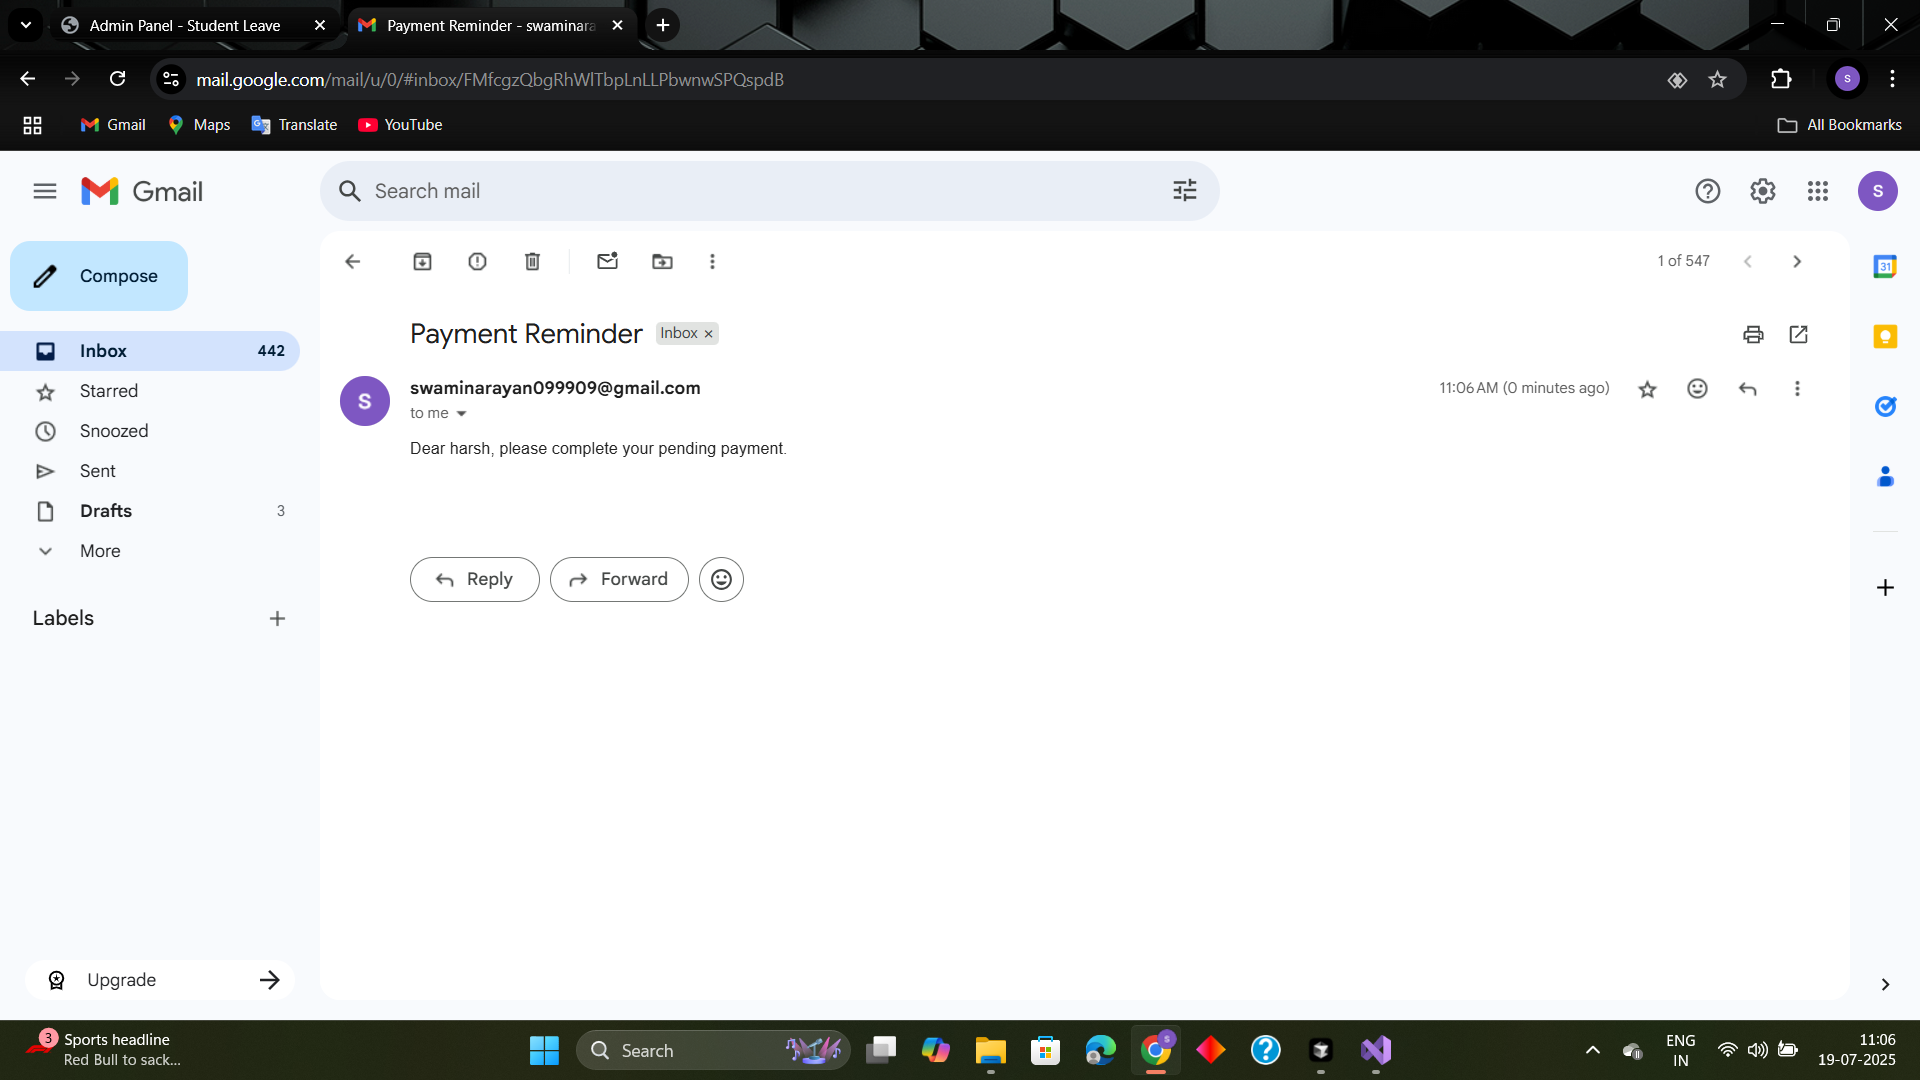 Admin Panel - Student Leave
Payment Reminder - swaminara
mail.google.com/mail/u/0/#inbox/FMfcgzQbgRhWlTbpLnLLPbwnwSPQspdB
S
Gmail
Maps
Translate
YouTube
All Bookmarks
Gmail
Search mail
S
Compose
1 of 547
31
Payment Reminder
Inbox ×
Inbox 442
Starred
Snoozed
Sent
Drafts 3
More
S
swaminarayan099909@gmail.com
11:06 AM (0 minutes ago)
to me
Dear harsh, please complete your pending payment.
Reply
Forward
Labels
Upgrade
3
Sports headline
Red Bull to sack...
Search
S
ENG
IN
11:06
19-07-2025